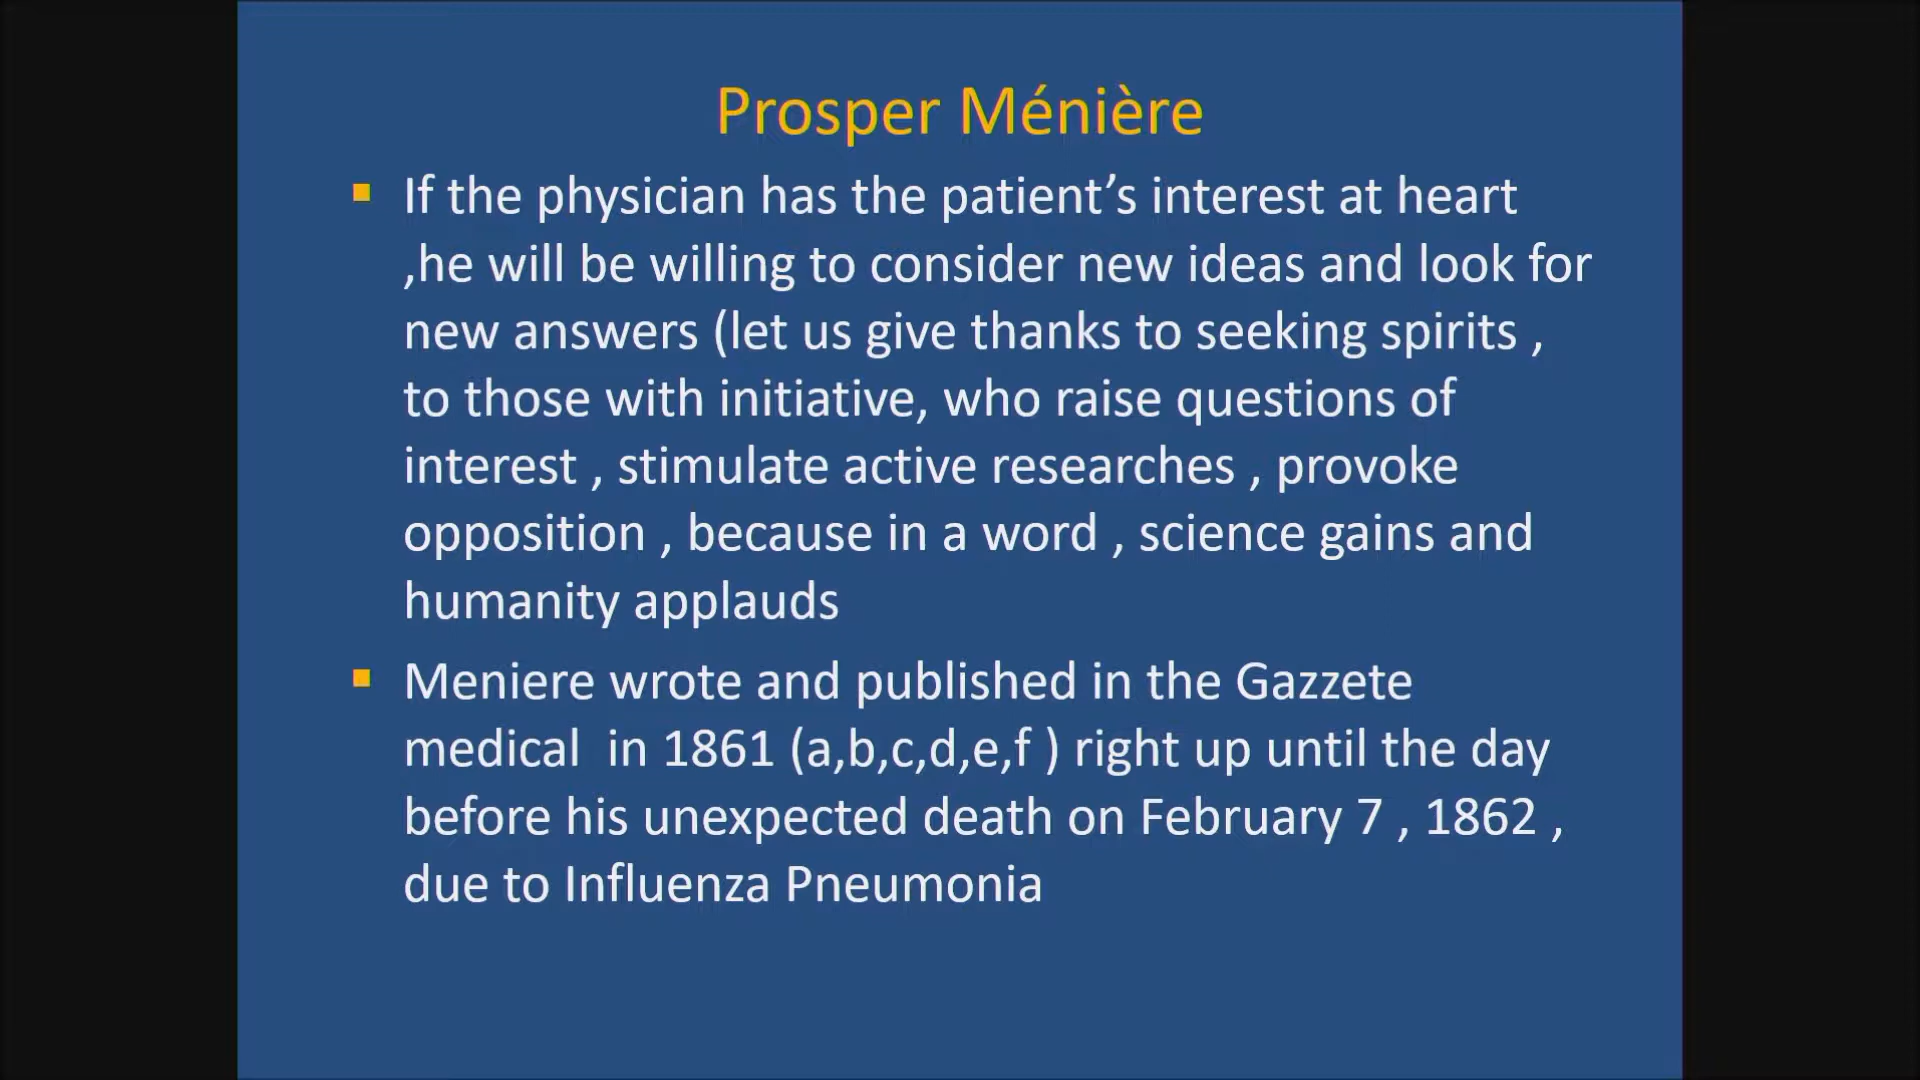 Prosper Ménière
If the physician has the patient’s interest at heart
,he will be willing to consider new ideas and look for
new answers (let us give thanks to seeking spirits ,
to those with initiative, who raise questions of
interest , stimulate active researches , provoke
opposition , because in a word , science gains and
humanity applauds
Meniere wrote and published in the Gazzete
medical  in 1861 (a,b,c,d,e,f ) right up until the day
before his unexpected death on February 7 , 1862 ,
due to Influenza Pneumonia